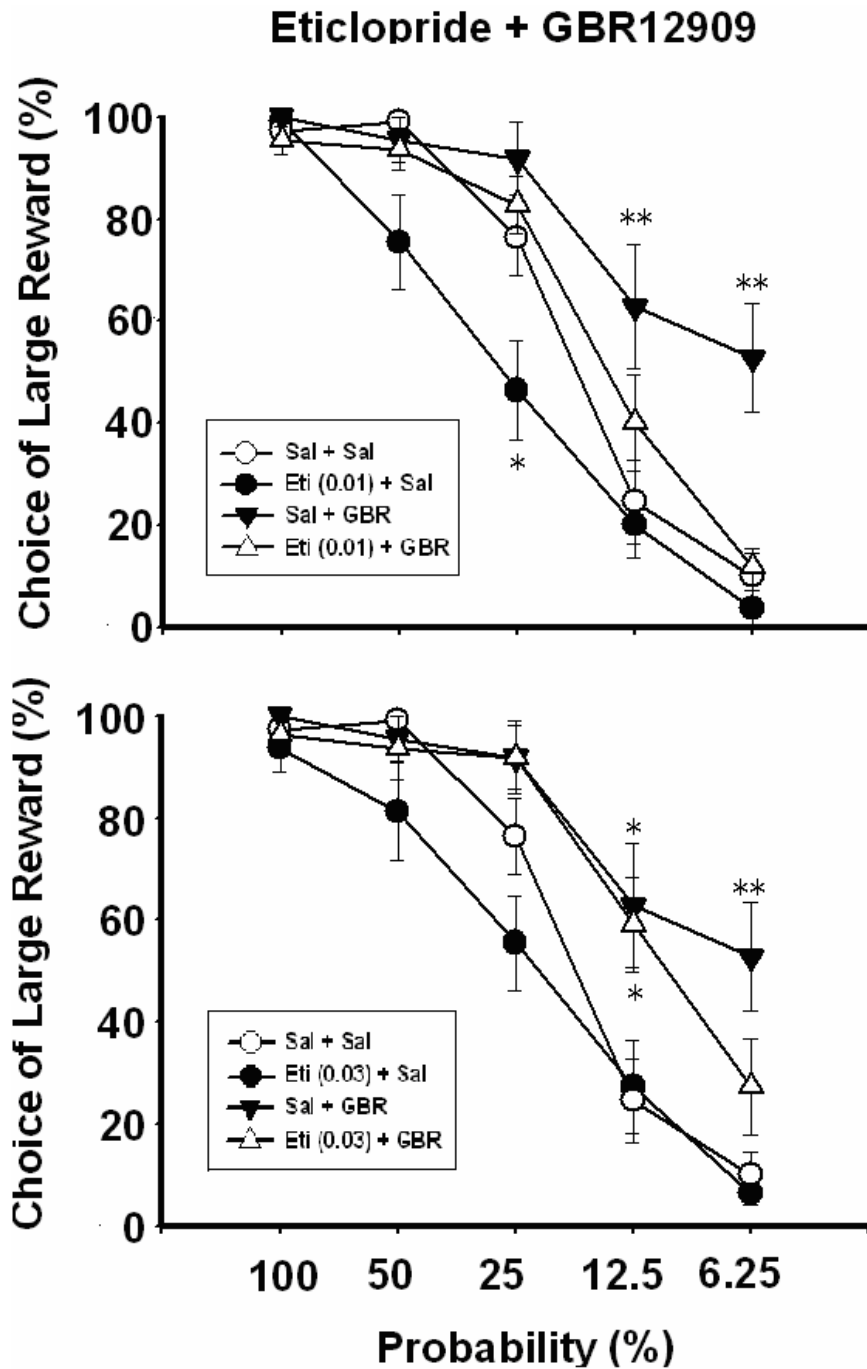 Eticlopride + GBR12909
Choice of Large Reward (%)
100
80
60
40
20
0
**
**
*
Sal + Sal
Eti (0.01) + Sal
Sal + GBR
Eti (0.01) + GBR
Choice of Large Reward (%)
100
80
60
40
20
0
*
**
*
Sal + Sal
Eti (0.03) + Sal
Sal + GBR
Eti (0.03) + GBR
100 50 25 12.5 6.25
Probability (%)